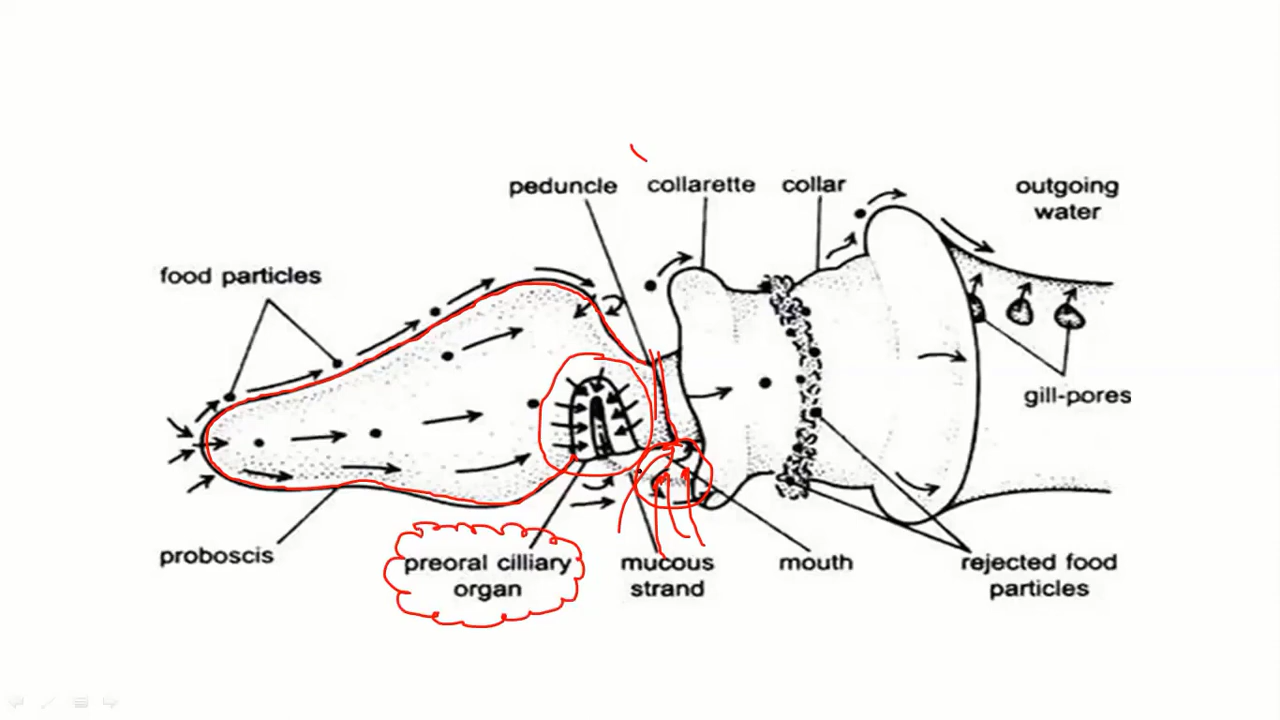 peduncle
collarette
collar
outgoing
water
food particles
gill-pores
proboscis
preoral cilliary
organ
mucous
strand
mouth
rejected food
particles